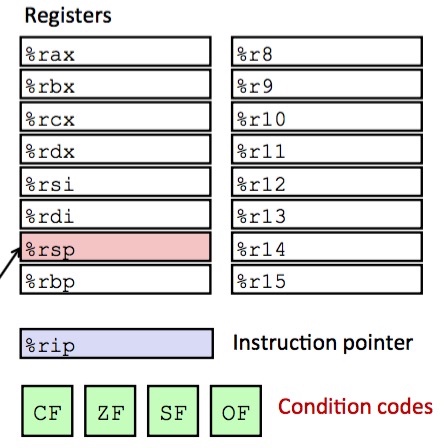 Registers
%rax %r8
%rbx %r9
%rcx %r10
%rdx %r11
%rsi %r12
%rdi %r13
%rsp %r14
%rbp %r15
%rip Instruction pointer
CF ZF SF OF Condition codes